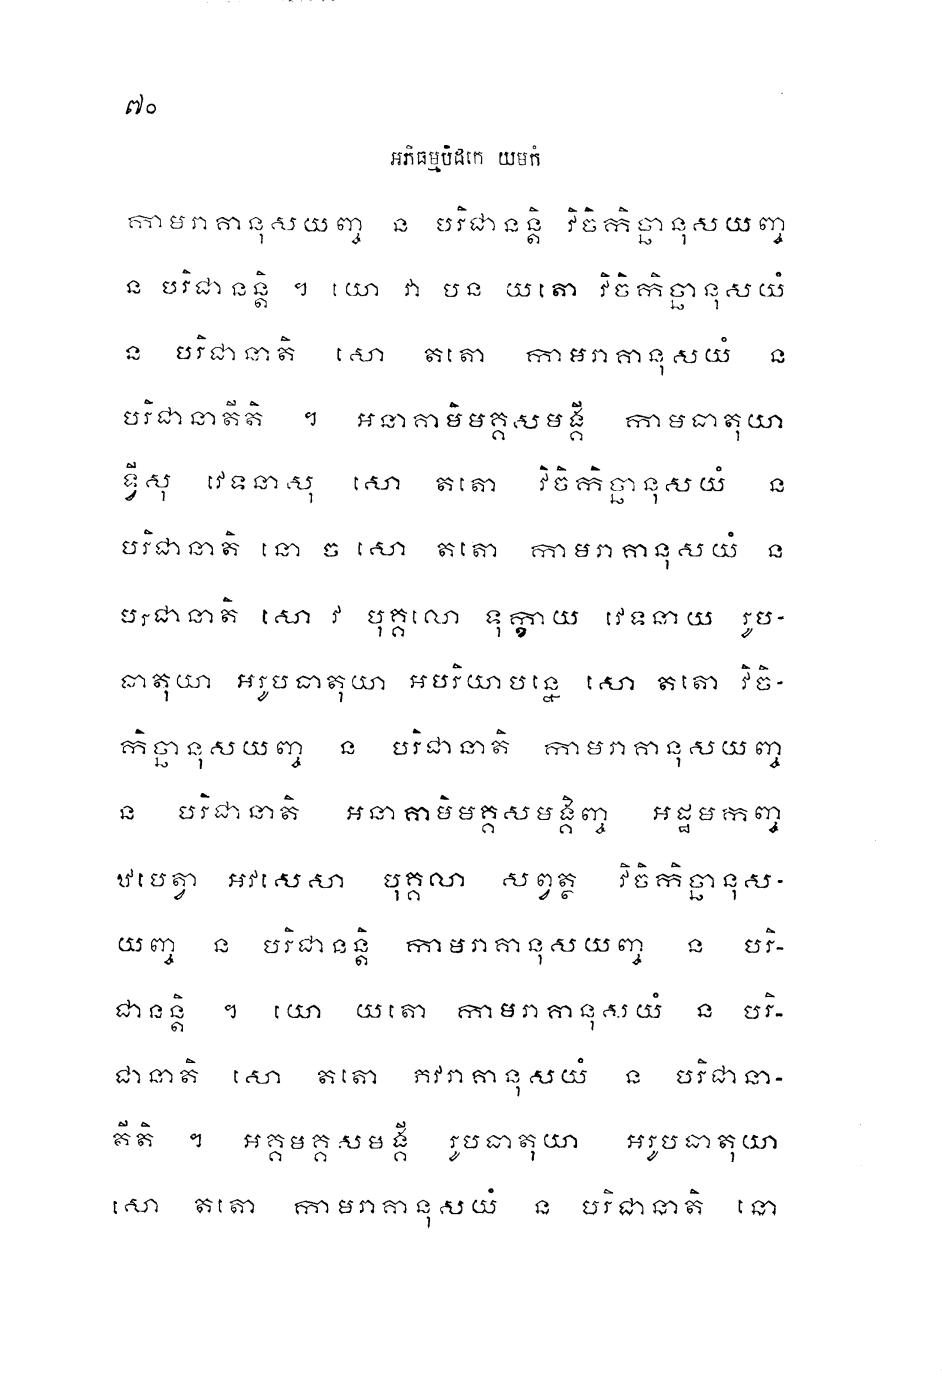 ៧០
អភិធម្មបិដកេ យមកំ
កាមរាគានុសយញ្ច ន បរិជានន្តិ វិចិកិច្ឆានុសយញ្ច
ន បរិជានន្តិ ។ យោ វា បន យតោ វិចិកិច្ឆានុសយំ
ន បរិជានាតិ សោ តតោ កាមរាគានុសយំ ន
បរិជានាតីតិ ។ អនាគាមិមគ្គសមង្គី កាមធាតុយា
ទ្វីសុ វេទនាសុ សោ តតោ វិចិកិច្ឆានុសយំ ន
បរិជានាតិ នោ ច សោ តតោ កាមរាគានុសយំ ន
បរិជានាតិ សោ វ បុគ្គលោ ទុក្ខាយ វេទនាយ រូប-
ធាតុយា អរូបធាតុយា អបរិយាបន្នេ សោ តតោ វិចិ-
កិច្ឆានុសយញ្ច ន បរិជានាតិ កាមរាគានុសយញ្ច
ន បរិជានាតិ អនាគាមិមគ្គសមង្គិញ្ច អដ្ឋមកញ្ច
ឋបេត្វា អវសេសា បុគ្គលា សព្វត្ថ វិចិកិច្ឆានុស-
យញ្ច ន បរិជានន្តិ កាមរាគានុសយញ្ច ន បរិ-
ជានន្តិ ។ យោ យតោ កាមរាគានុសយំ ន បរិ-
ជានាតិ សោ តតោ ភវរាគានុសយំ ន បរិជានា-
តីតិ ។ អគ្គមគ្គសមង្គី រូបធាតុយា អរូបធាតុយា
សោ តតោ កាមរាគានុសយំ ន បរិជានាតិ នោ